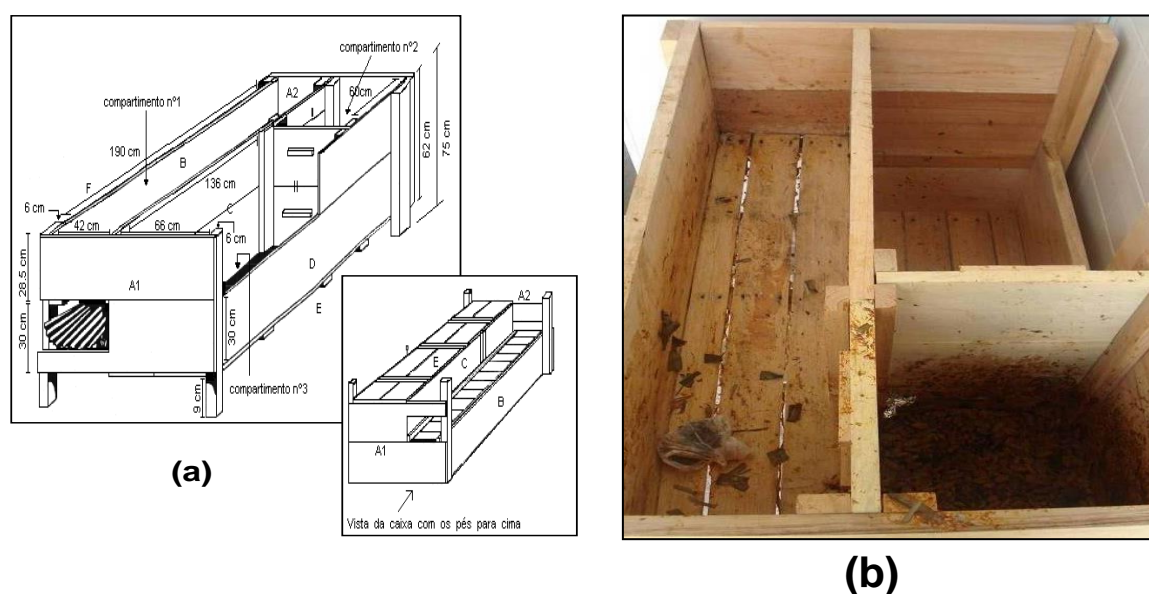 compartimento nº2
A2
60cm
I
compartimento nº1
62 cm
75 cm
190 cm
B
F
136 cm
II
6 cm
42 cm
66 cm
C
6 cm
D
28,5 cm
A1
E
30 cm
30 cm
compartimento nº3
9 cm
A2
F
E
C
B
A1
Vista da caixa com os pés para cima
(a)
(b)